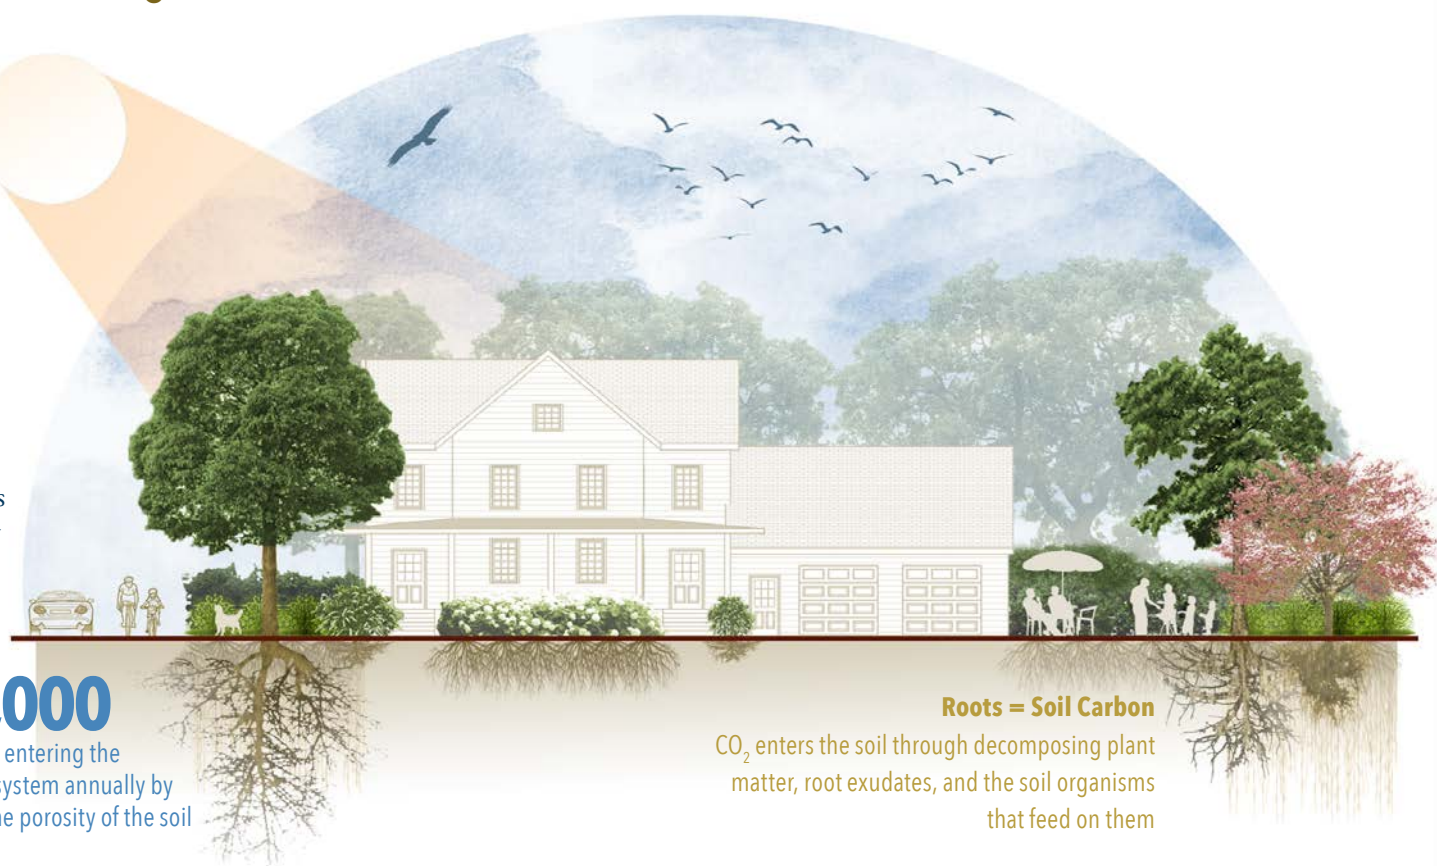 000
entering the
system annually by
porosity of the soil
Roots = Soil Carbon
CO₂ enters the soil through decomposing plant
matter, root exudates, and the soil organisms
that feed on them